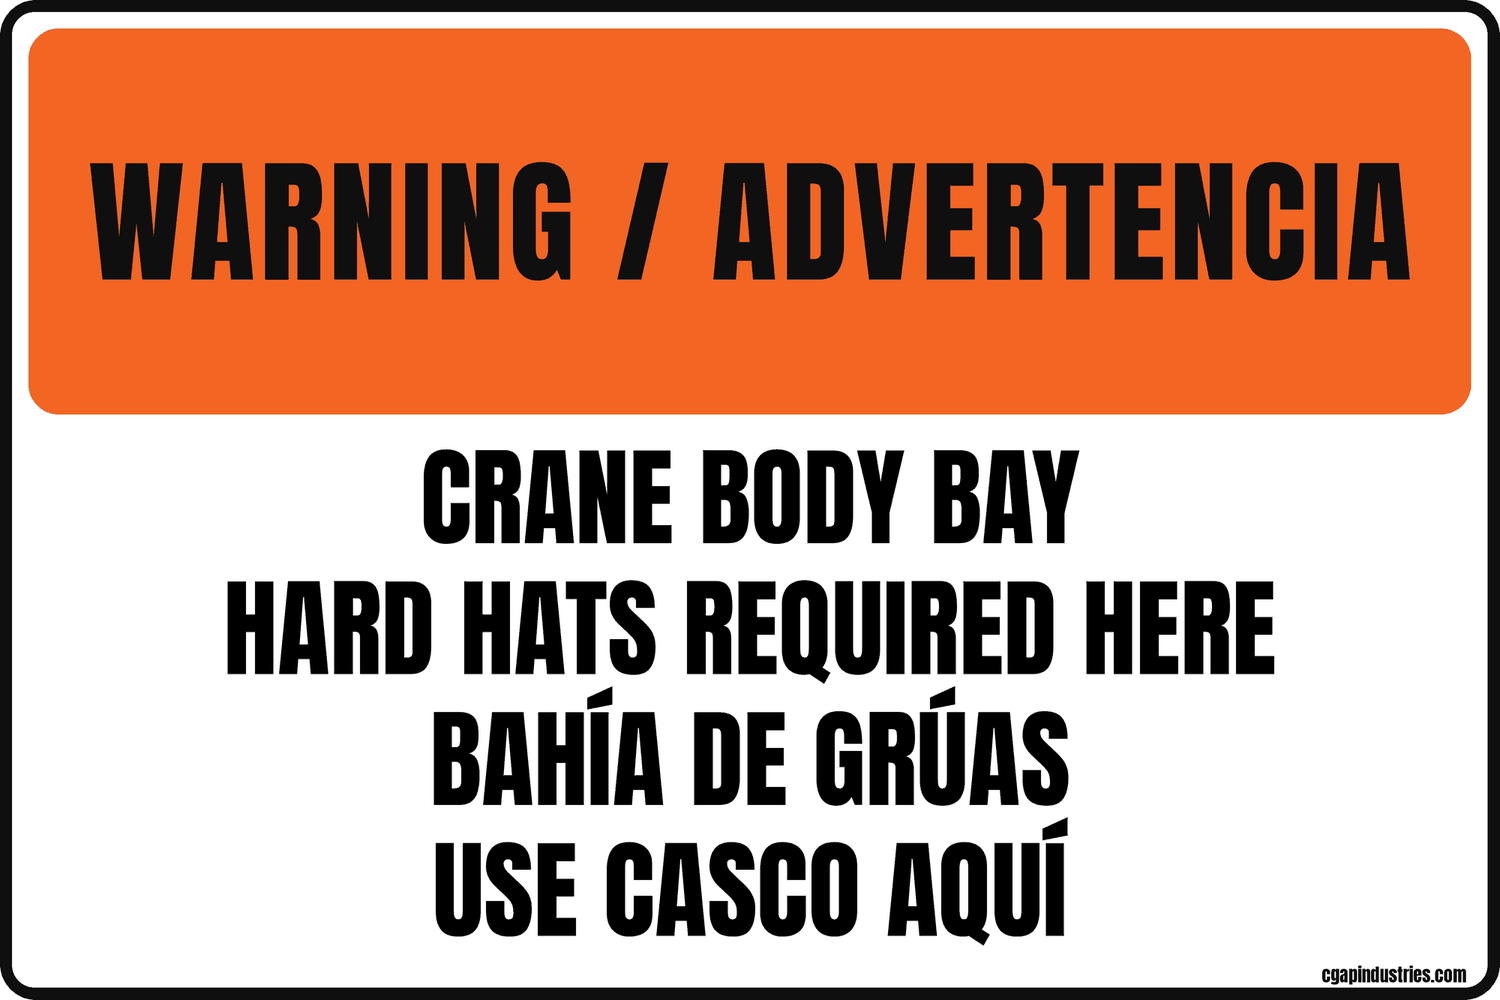 WARNING / ADVERTENCIA
CRANE BODY BAY
HARD HATS REQUIRED HERE
BAHÍA DE GRÚAS
USE CASCO AQUÍ
cgapindustries.com